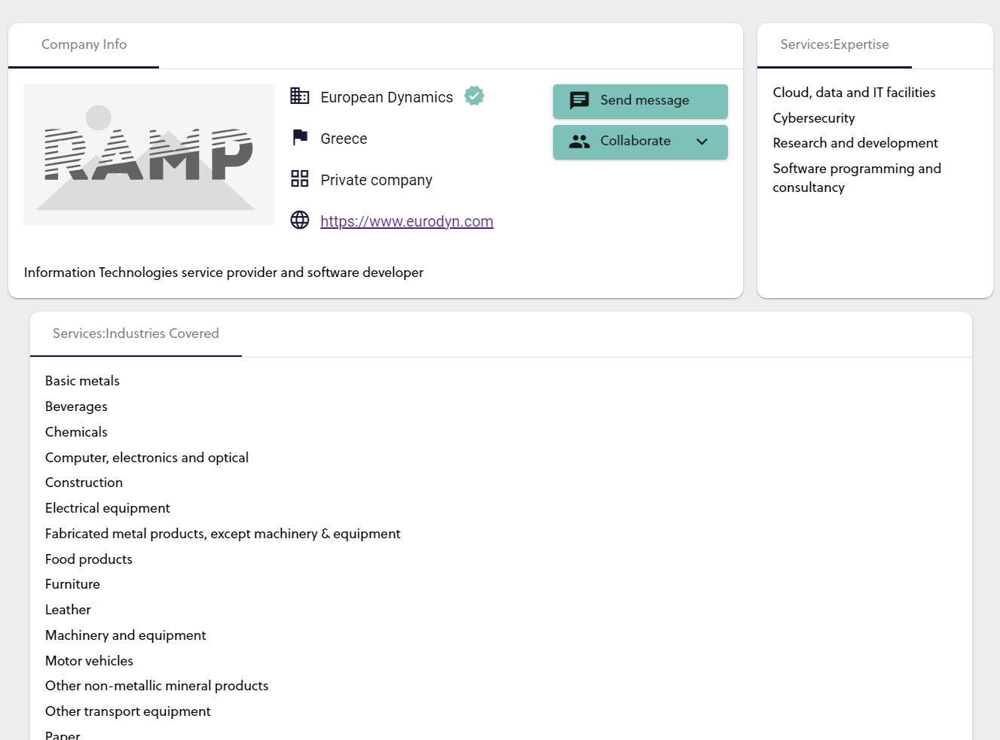 Company Info
RAMP
European Dynamics
Greece
Private company
https://www.eurodyn.com
Send message
Collaborate
Information Technologies service provider and software developer
Services:Expertise
Cloud, data and IT facilities
Cybersecurity
Research and development
Software programming and
consultancy
Services:Industries Covered
Basic metals
Beverages
Chemicals
Computer, electronics and optical
Construction
Electrical equipment
Fabricated metal products, except machinery & equipment
Food products
Furniture
Leather
Machinery and equipment
Motor vehicles
Other non-metallic mineral products
Other transport equipment
Paper